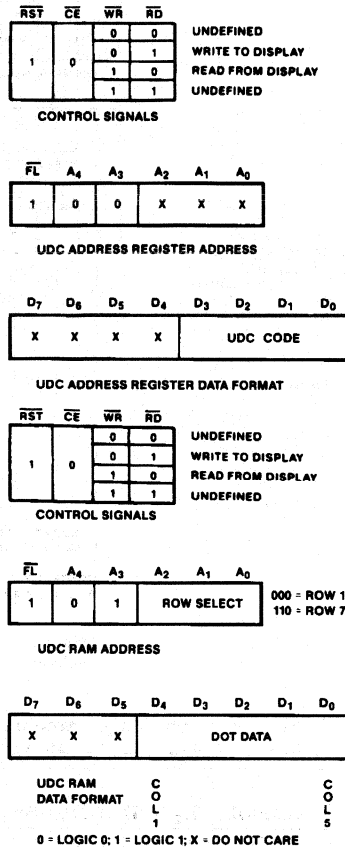 RST CE WR RD
0 0 UNDEFINED
0 1 WRITE TO DISPLAY
1 0 1 0 READ FROM DISPLAY
1 1 UNDEFINED
CONTROL SIGNALS
FL A4 A3 A2 A1 A0
1 0 0 X X X
UDC ADDRESS REGISTER ADDRESS
D7 D6 D5 D4 D3 D2 D1 D0
X X X X UDC CODE
UDC ADDRESS REGISTER DATA FORMAT
RST CE WR RD
0 0 UNDEFINED
0 1 WRITE TO DISPLAY
1 0 1 0 READ FROM DISPLAY
1 1 UNDEFINED
CONTROL SIGNALS
FL A4 A3 A2 A1 A0
1 0 1 ROW SELECT 000 = ROW 1
110 = ROW 7
UDC RAM ADDRESS
D7 D6 D5 D4 D3 D2 D1 D0
X X X DOT DATA
UDC RAM C C
DATA FORMAT O O
L L
1 5
0 = LOGIC 0; 1 = LOGIC 1; X = DO NOT CARE